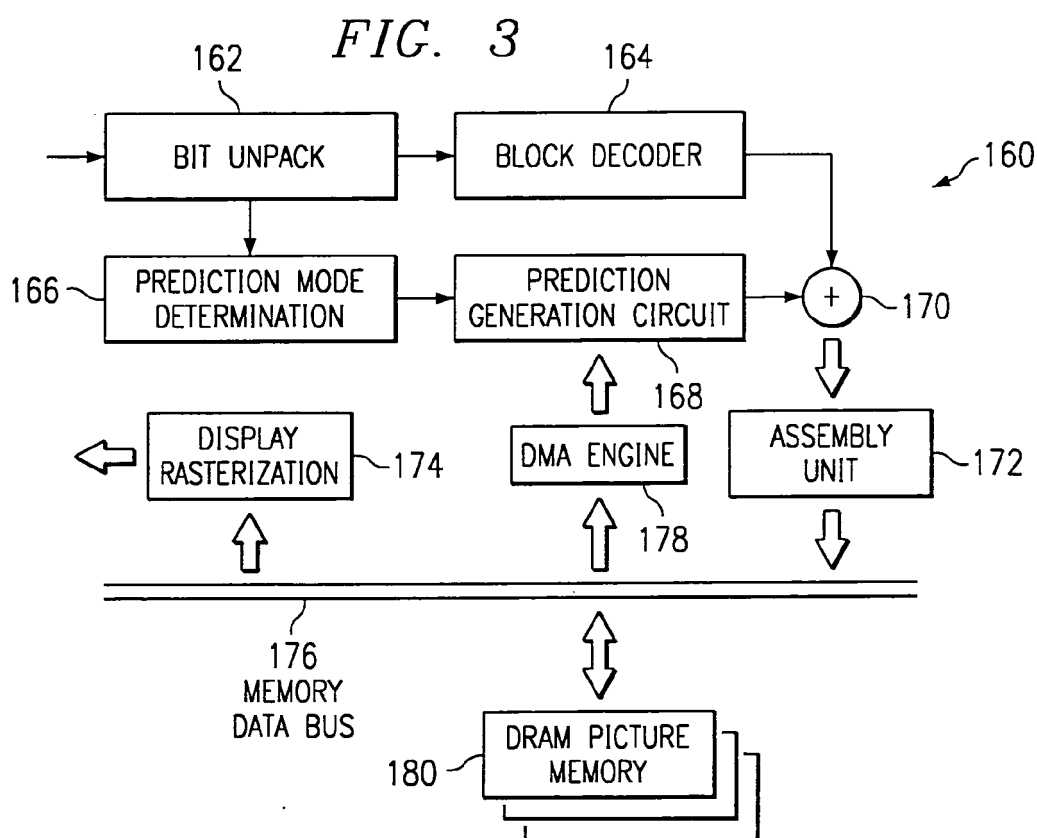 FIG. 3
162
164
BIT UNPACK
BLOCK DECODER
160
166
PREDICTION MODE
DETERMINATION
PREDICTION
GENERATION CIRCUIT
+
170
168
DISPLAY
RASTERIZATION
174
DMA ENGINE
178
ASSEMBLY
UNIT
172
176
MEMORY
DATA BUS
180
DRAM PICTURE
MEMORY